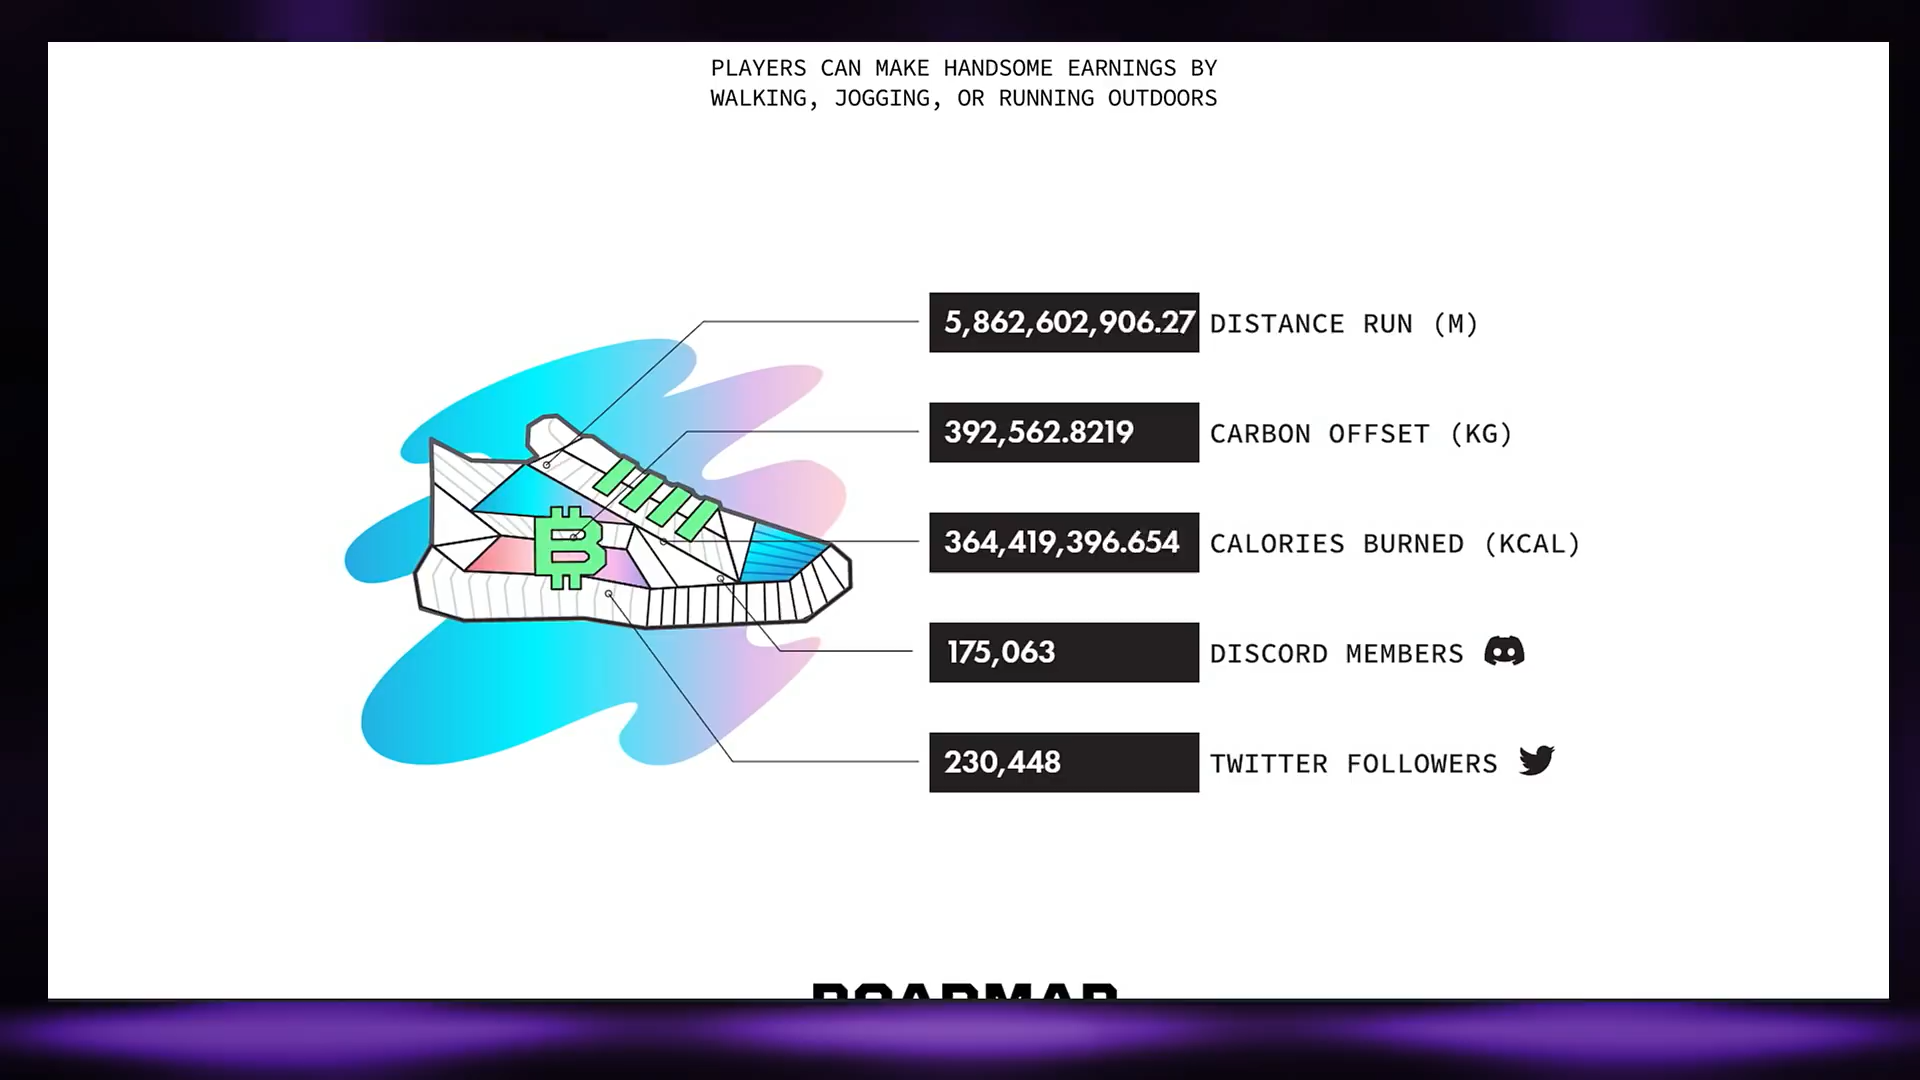 PLAYERS CAN MAKE HANDSOME EARNINGS BY
WALKING, JOGGING, OR RUNNING OUTDOORS
5,862,602,906.27 DISTANCE RUN (M)
392,562.8219 CARBON OFFSET (KG)
364,419,396.654 CALORIES BURNED (KCAL)
175,063 DISCORD MEMBERS
230,448 TWITTER FOLLOWERS
ROADMAP